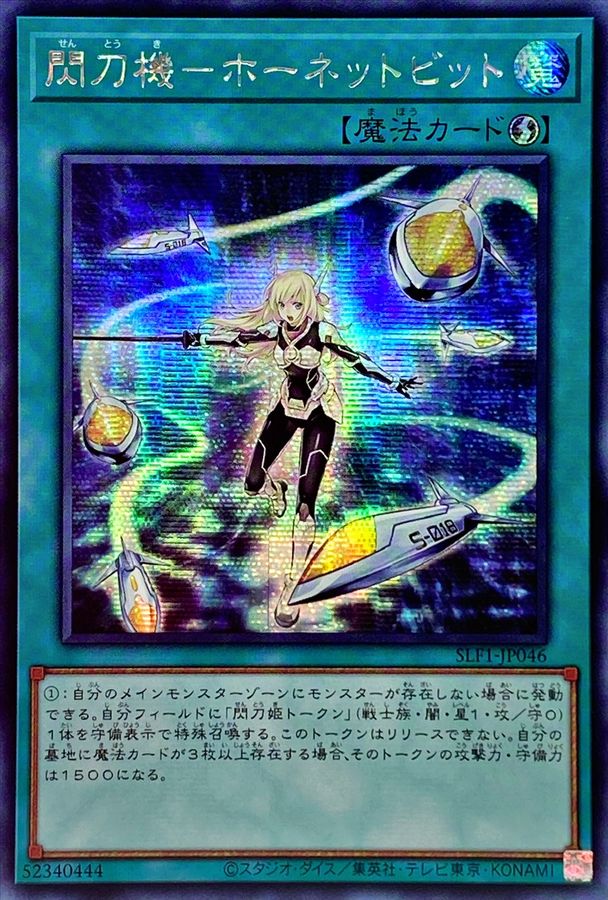 閃刀機－ホーネットビット 魔
【魔法カード】
S-018
S-018
SLF1-JP046
①：自分のメインモンスターゾーンにモンスターが存在しない場合に発動
できる。自分フィールドに「閃刀姫トークン」（戦士族・闇・星1・攻／守0）
1体を守備表示で特殊召喚する。このトークンはリリースできない。自分の
墓地に魔法カードが３枚以上存在する場合、そのトークンの攻撃力・守備力
は１５００になる。
52340444
©スタジオ・ダイス／集英社・テレビ東京・KONAMI